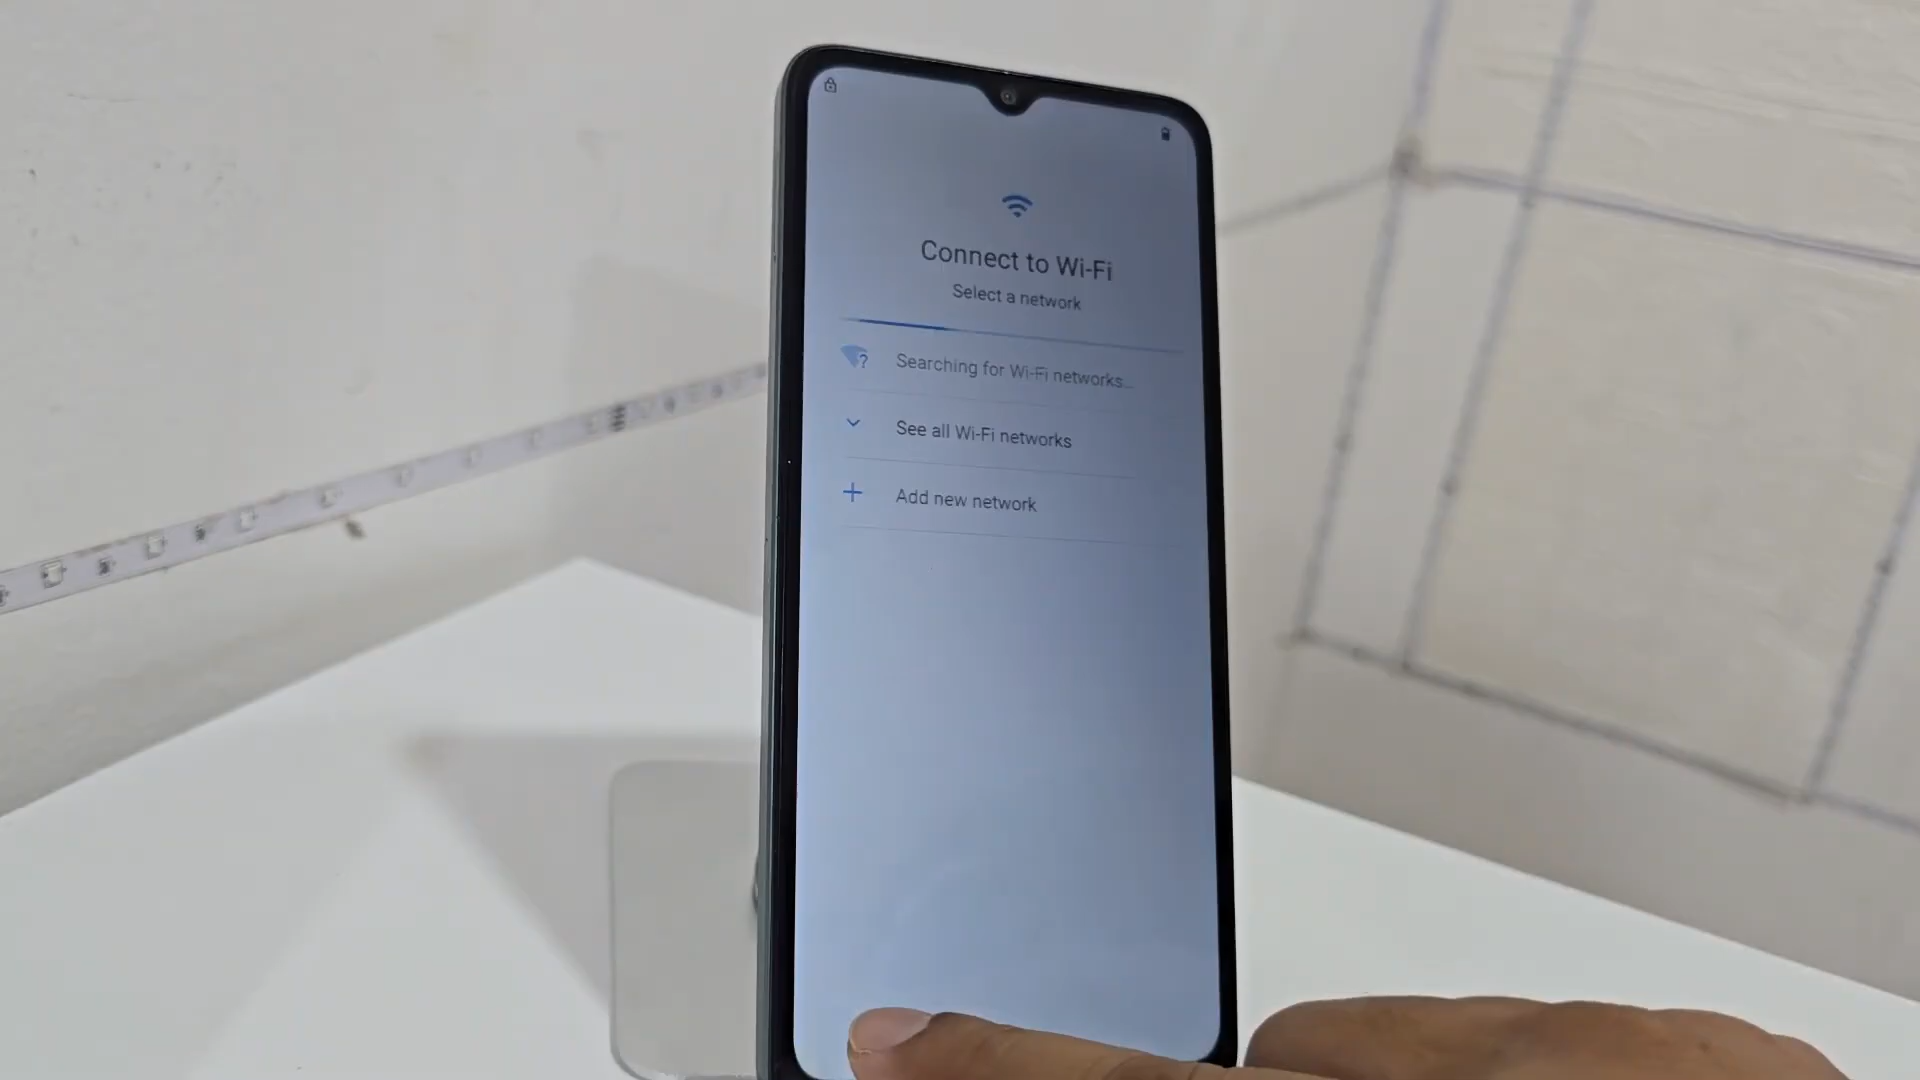 Connect to Wi-Fi
Select a network
Searching for Wi-Fi networks...
See all Wi-Fi networks
Add new network